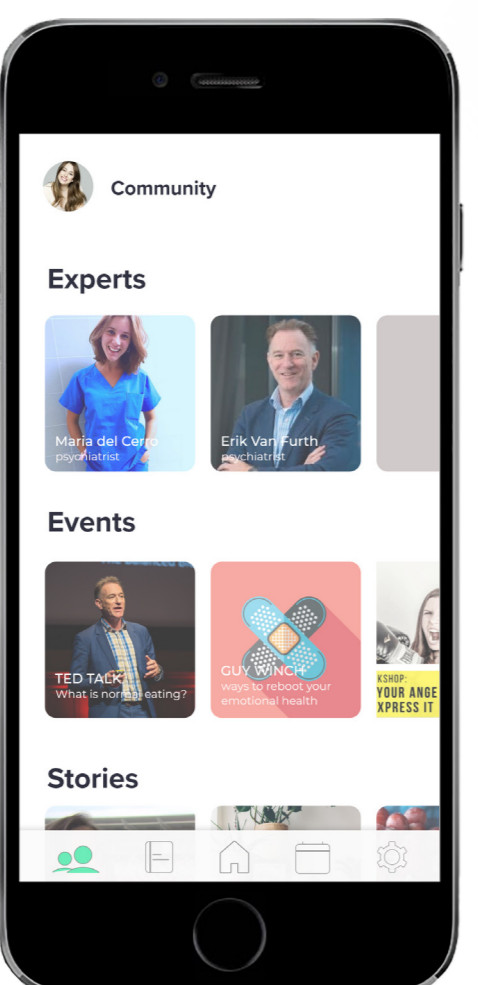 Community
Experts
Maria del Cerro
psychiatrist
Erik Van Furth
psychiatrist
Events
TED TALK
What is normal eating?
GUY WINCH
ways to reboot your
emotional health
KSHOP:
YOUR ANGE
XPRESS IT
Stories